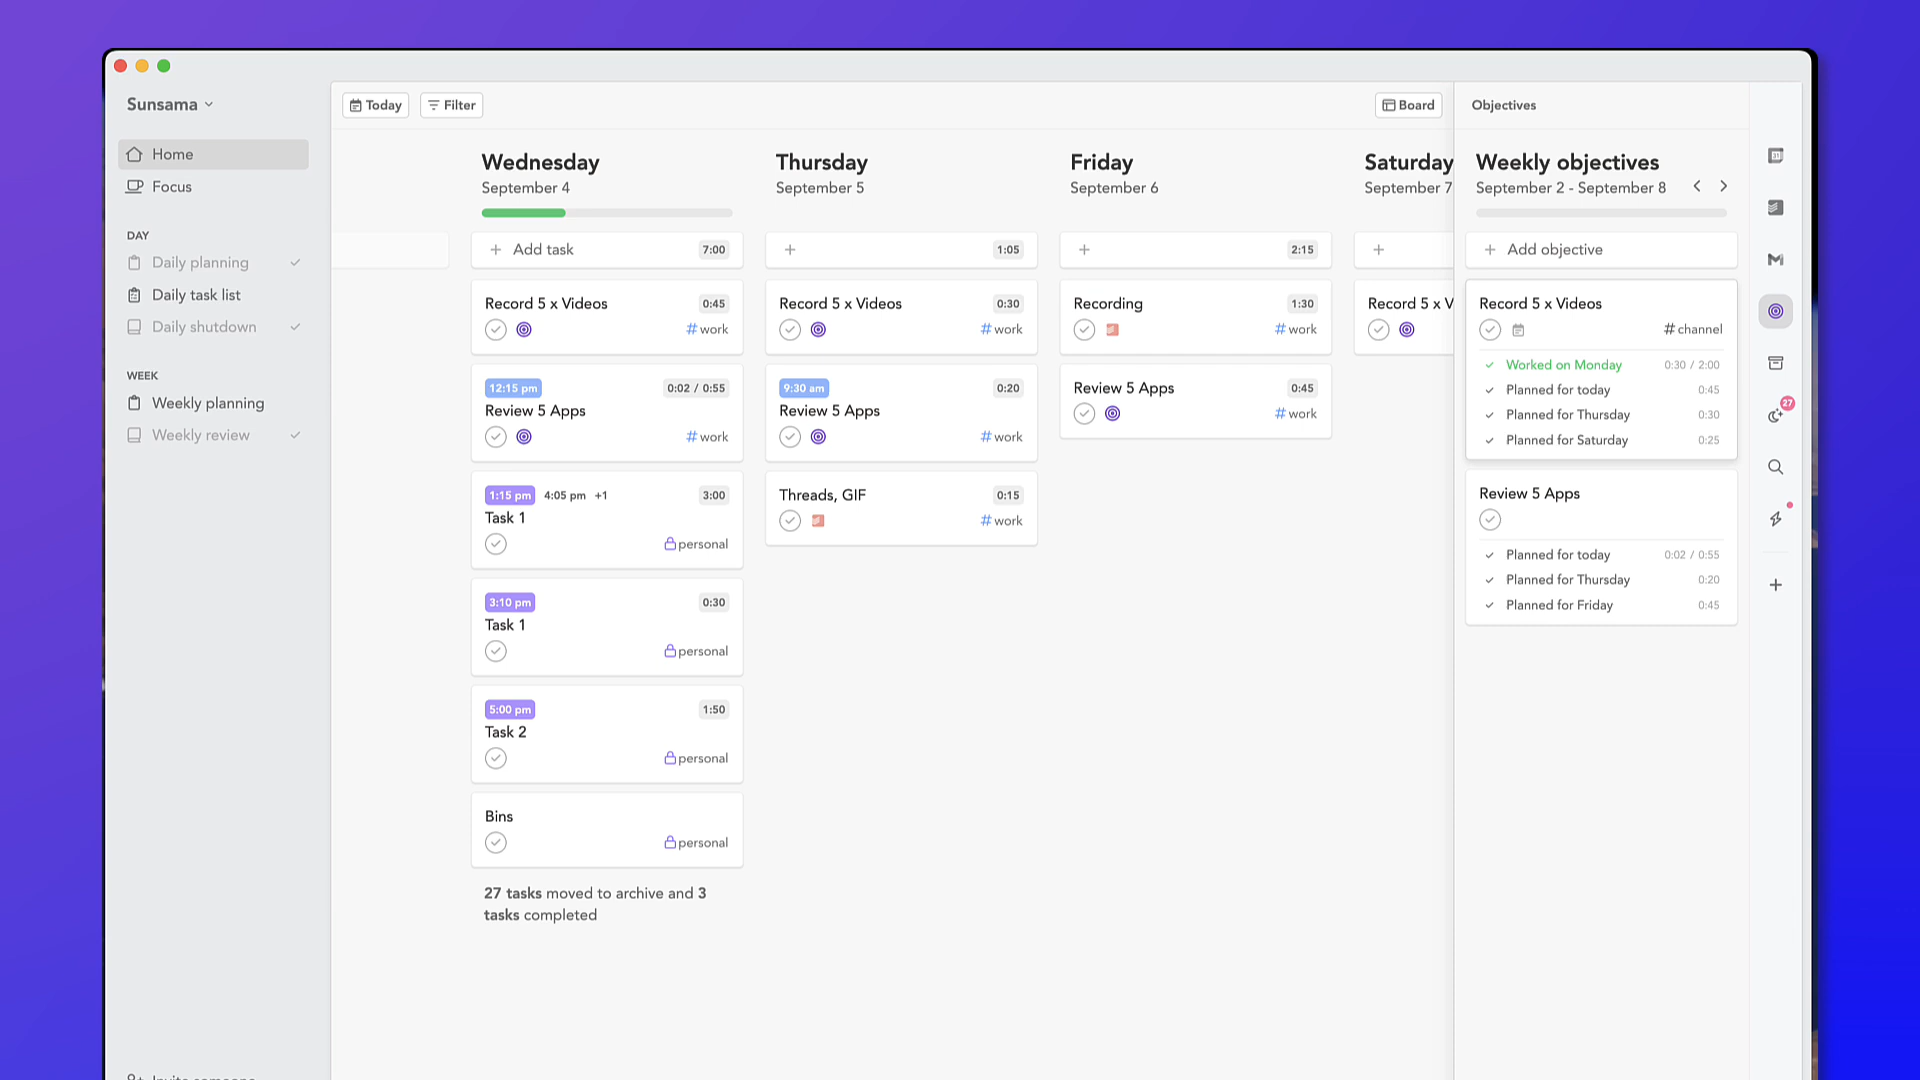 Sunsama
Home
Focus
DAY
Daily planning
Daily task list
Daily shutdown
WEEK
Weekly planning
Weekly review
Today
Filter
Board
Wednesday
September 4
Add task
7:00
Record 5 x Videos
0:45
# work
12:15 pm
0:02 / 0:55
Review 5 Apps
# work
1:15 pm 4:05 pm +1
3:00
Task 1
personal
3:10 pm
0:30
Task 1
personal
5:00 pm
1:50
Task 2
personal
Bins
personal
27 tasks moved to archive and 3
tasks completed
Thursday
September 5
1:05
Record 5 x Videos
0:30
# work
9:30 am
0:20
Review 5 Apps
# work
Threads, GIF
0:15
# work
Friday
September 6
2:15
Recording
1:30
# work
Review 5 Apps
0:45
# work
Saturday
September 7
Record 5 x V
Objectives
Weekly objectives
September 2 - September 8
Add objective
Record 5 x Videos
# channel
Worked on Monday 0:30 / 2:00
Planned for today 0:45
Planned for Thursday 0:30
Planned for Saturday 0:25
Review 5 Apps
Planned for today 0:02 / 0:55
Planned for Thursday 0:20
Planned for Friday 0:45
31
27